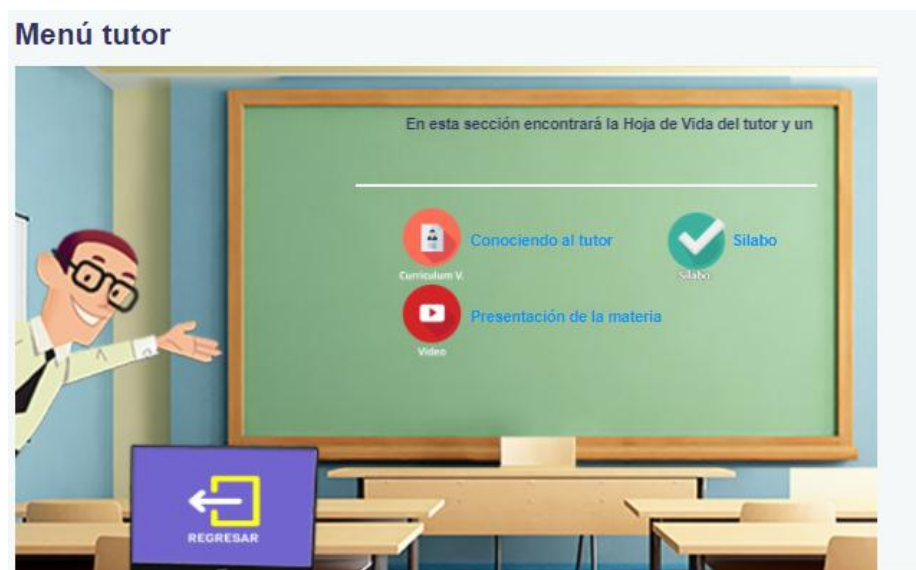 Menú tutor
En esta sección encontrará la Hoja de Vida del tutor y un
Conociendo al tutor
Silabo
Curriculum V.
Silabo
Presentación de la materia
Video
REGRESAR